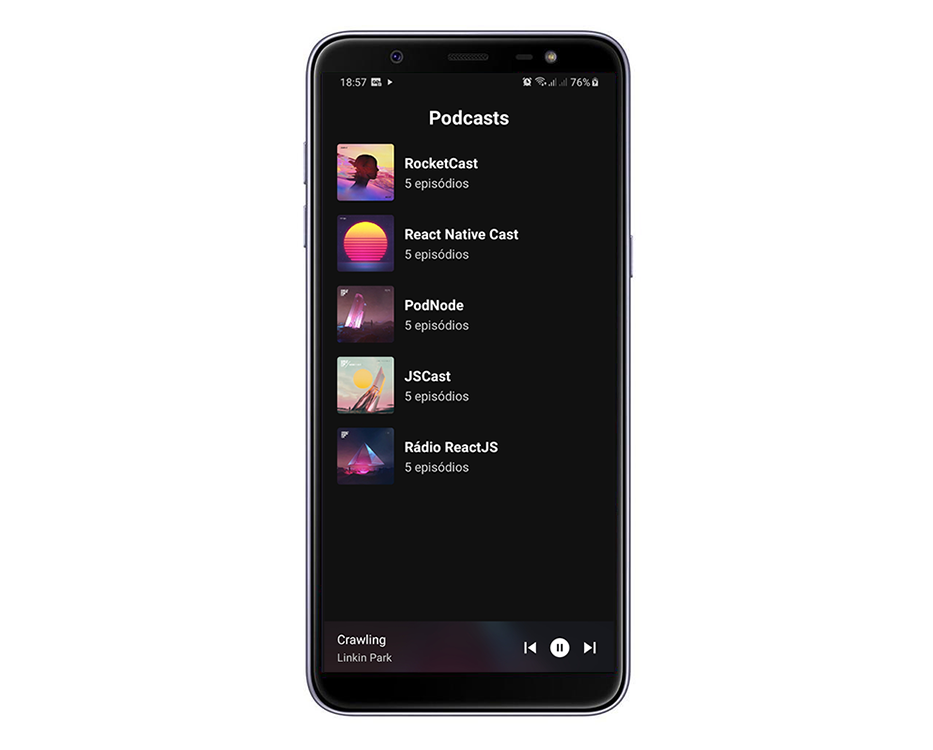 18:57 76%
Podcasts
RocketCast
5 episódios
React Native Cast
5 episódios
PodNode
5 episódios
JSCast
5 episódios
Rádio ReactJS
5 episódios
Crawling
Linkin Park